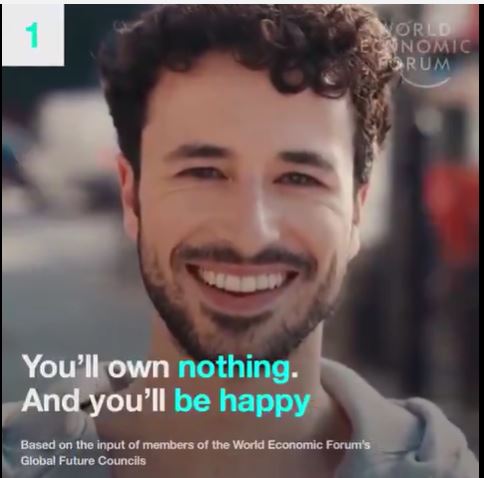 1
WORLD
ECONOMIC
FORUM
You'll own nothing.
And you'll be happy
Based on the input of members of the World Economic Forum's
Global Future Councils